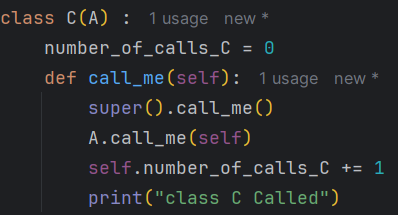 class C(A) : 1 usage new *
    number_of_calls_C = 0
    def call_me(self): 1 usage new *
        super().call_me()
        A.call_me(self)
        self.number_of_calls_C += 1
        print("class C Called")